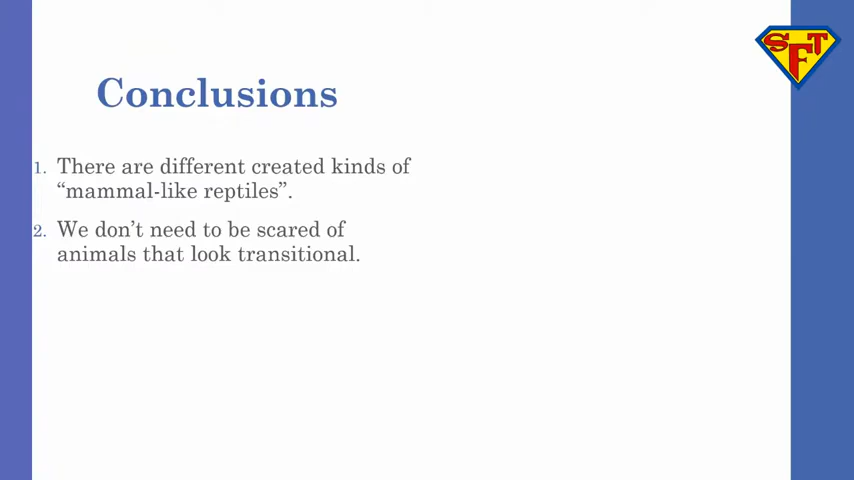 SFT
Conclusions
1. There are different created kinds of
“mammal-like reptiles”.
2. We don’t need to be scared of
animals that look transitional.